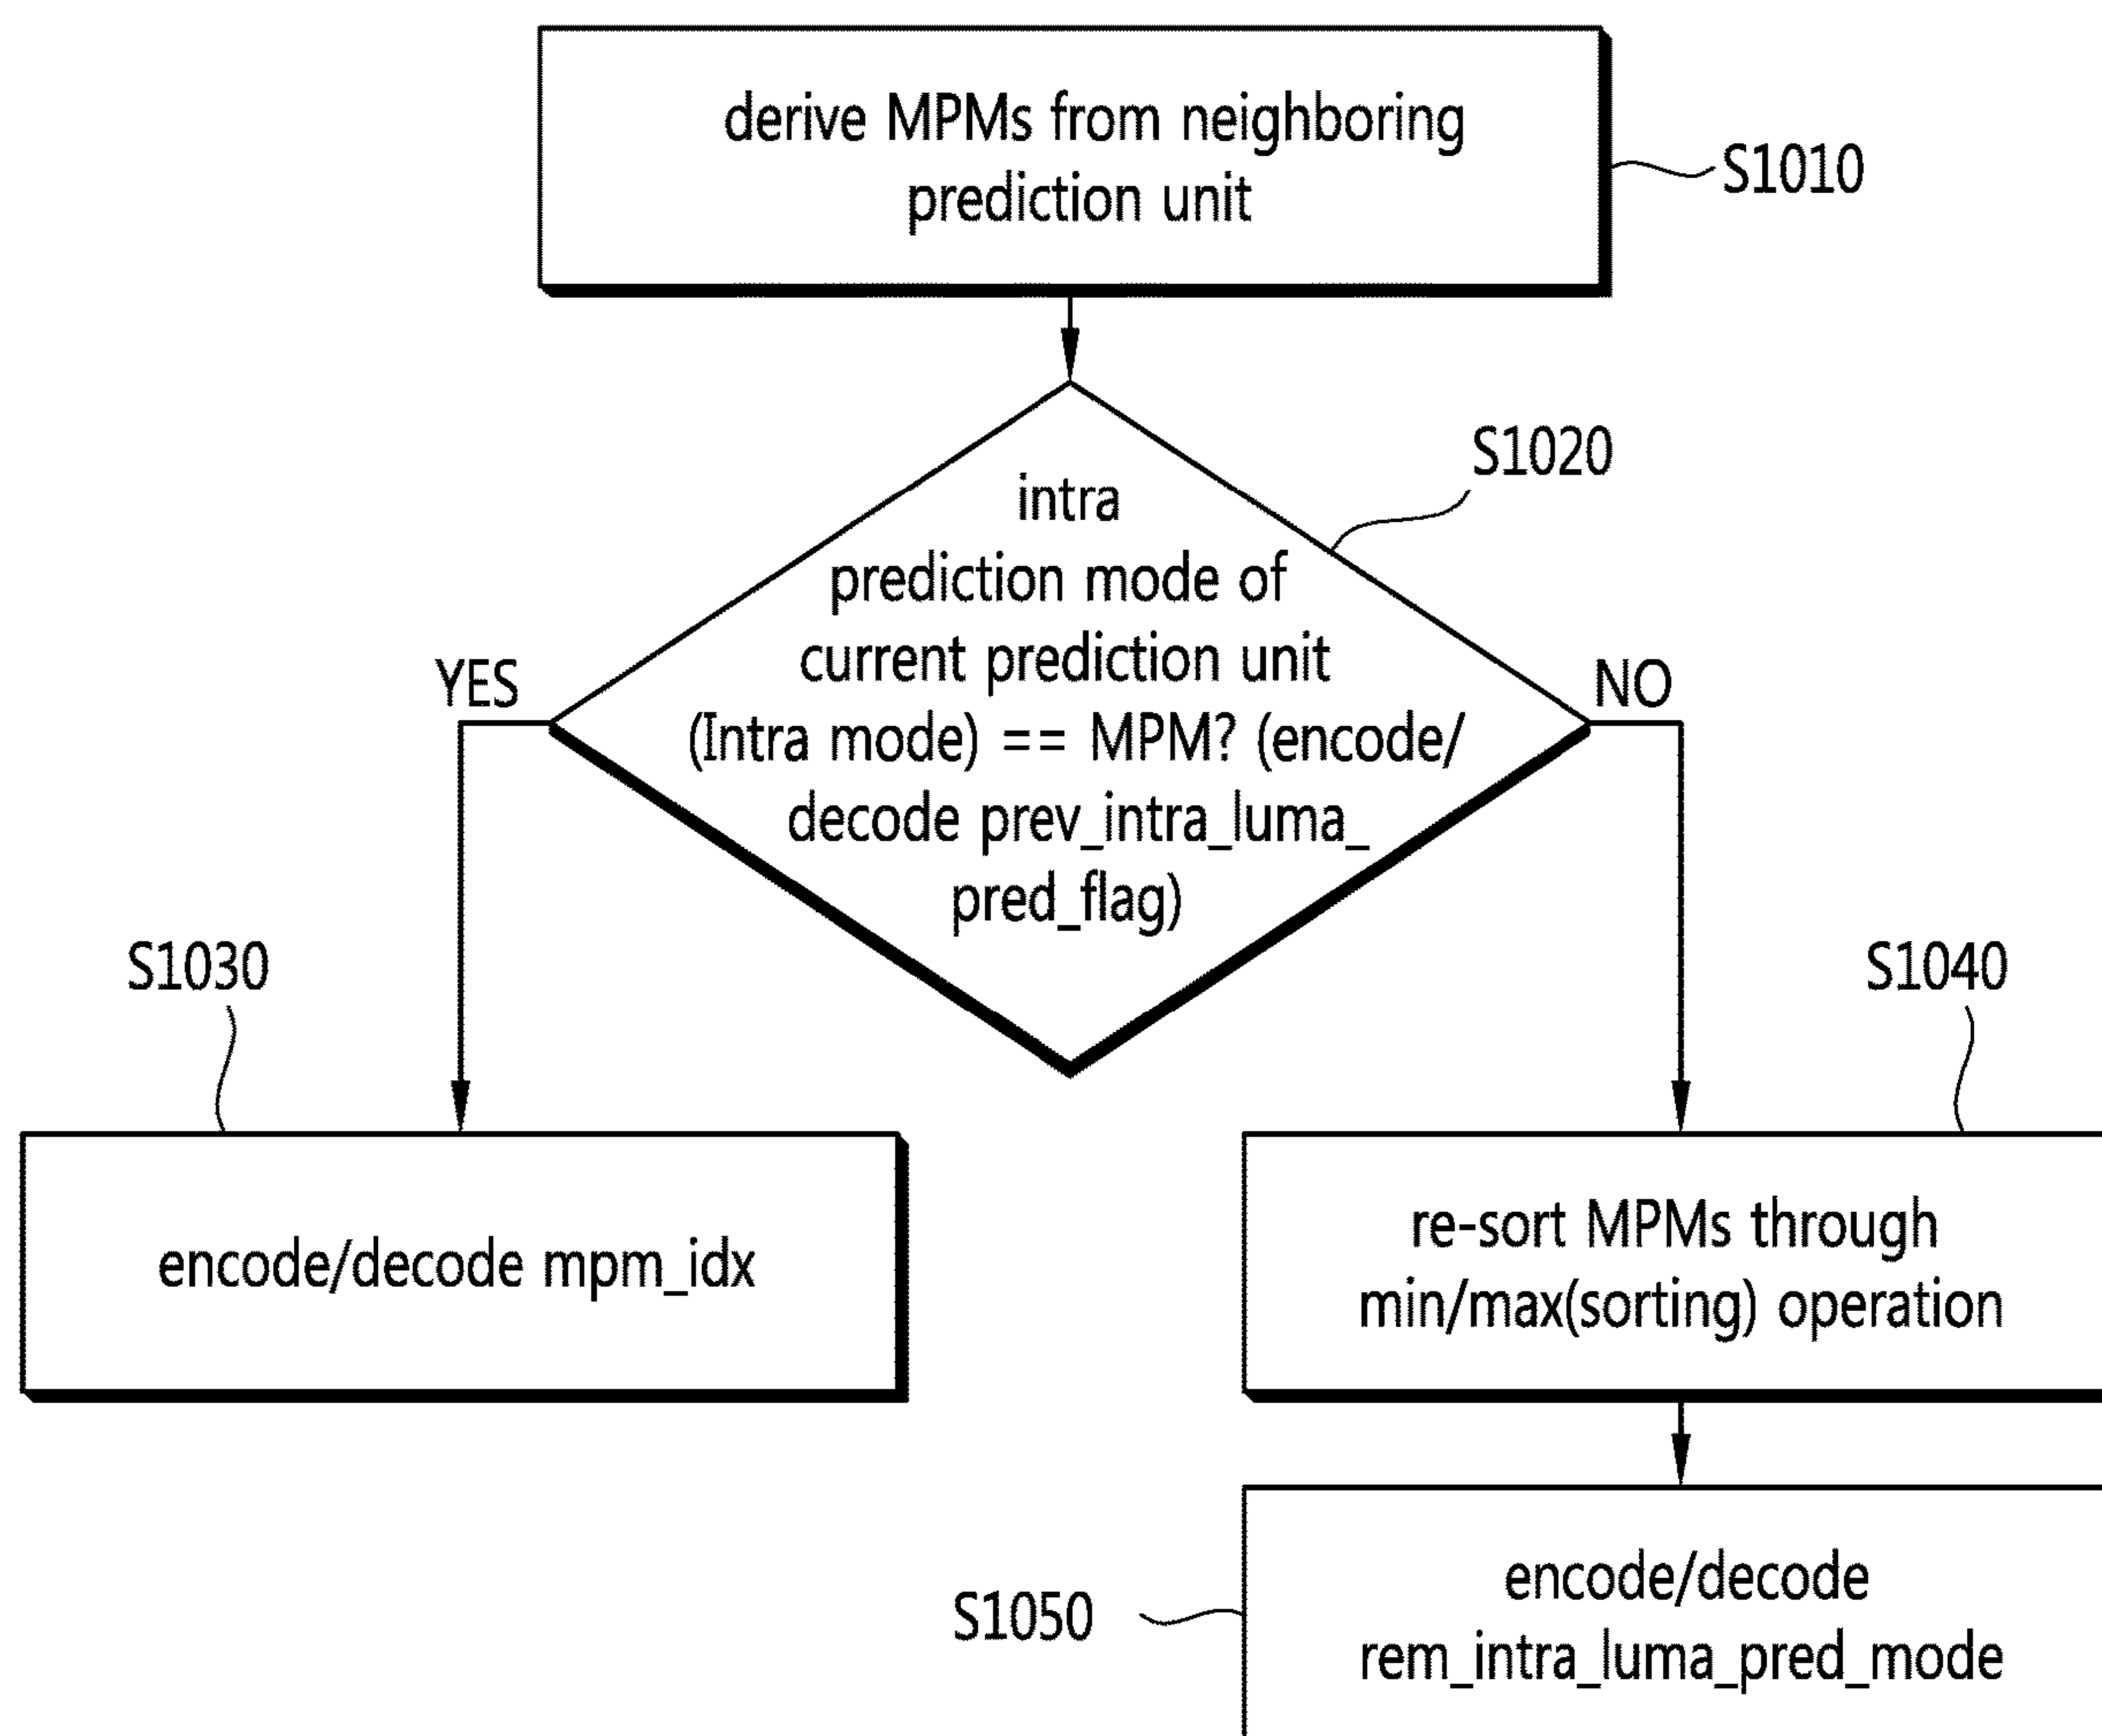 derive MPMs from neighboring
prediction unit
S1010
S1020
intra
prediction mode of
current prediction unit
(Intra mode) == MPM? (encode/
decode prev_intra_luma_
pred_flag)
YES
NO
S1030
S1040
encode/decode mpm_idx
re-sort MPMs through
min/max(sorting) operation
S1050
encode/decode
rem_intra_luma_pred_mode